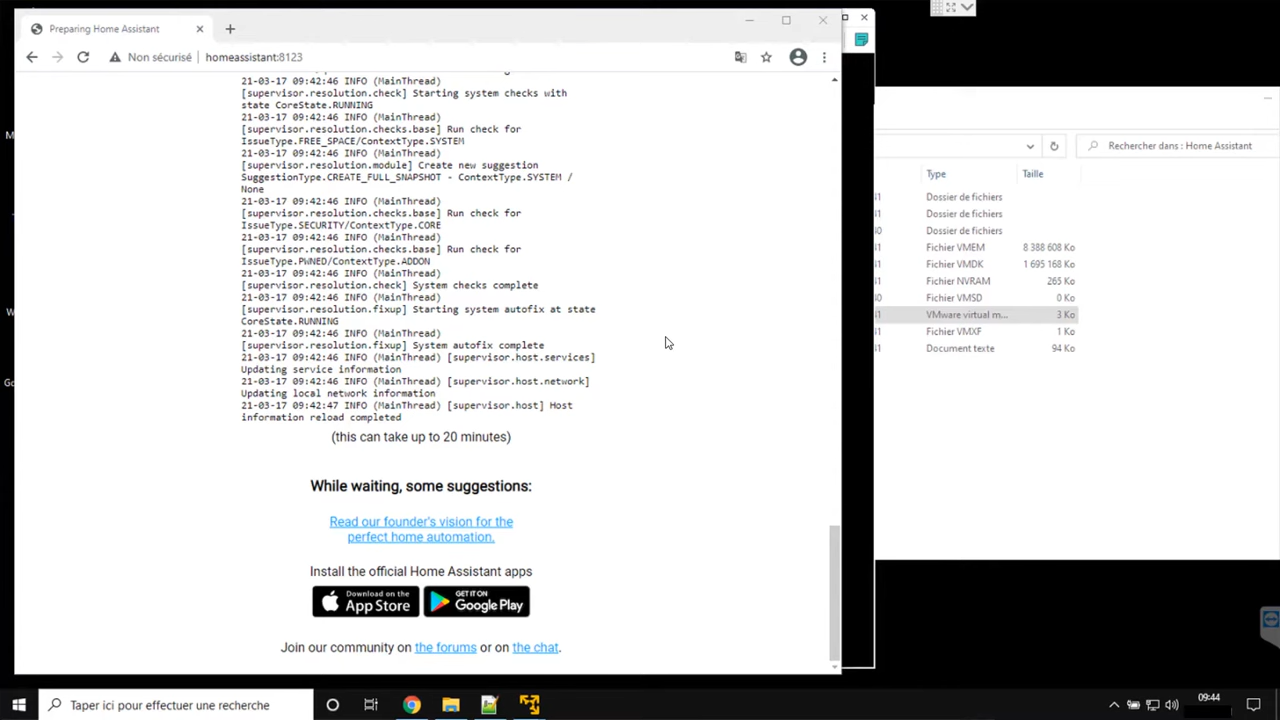 Preparing Home Assistant
Non sécurisé
homeassistant:8123
21-03-17 09:42:46 INFO (MainThread)
[supervisor.resolution.check] Starting system checks with
state CoreState.RUNNING
21-03-17 09:42:46 INFO (MainThread)
[supervisor.resolution.checks.base] Run check for
IssueType.FREE_SPACE/ContextType.SYSTEM
21-03-17 09:42:46 INFO (MainThread)
[supervisor.resolution.module] Create new suggestion
SuggestionType.CREATE_FULL_SNAPSHOT - ContextType.SYSTEM /
None
21-03-17 09:42:46 INFO (MainThread)
[supervisor.resolution.checks.base] Run check for
IssueType.SECURITY/ContextType.CORE
21-03-17 09:42:46 INFO (MainThread)
[supervisor.resolution.checks.base] Run check for
IssueType.PWNED/ContextType.ADDON
21-03-17 09:42:46 INFO (MainThread)
[supervisor.resolution.check] System checks complete
21-03-17 09:42:46 INFO (MainThread)
[supervisor.resolution.fixup] Starting system autofix at state
CoreState.RUNNING
21-03-17 09:42:46 INFO (MainThread)
[supervisor.resolution.fixup] System autofix complete
21-03-17 09:42:46 INFO (MainThread) [supervisor.host.services]
Updating service information
21-03-17 09:42:46 INFO (MainThread) [supervisor.host.network]
Updating local network information
21-03-17 09:42:47 INFO (MainThread) [supervisor.host] Host
information reload completed
(this can take up to 20 minutes)
While waiting, some suggestions:
Read our founder's vision for the
perfect home automation.
Install the official Home Assistant apps
Download on the App Store
GET IT ON Google Play
Join our community on the forums or on the chat.
Rechercher dans : Home Assistant
Type Taille
Dossier de fichiers
Dossier de fichiers
Dossier de fichiers
Fichier VMEM 8 388 608 Ko
Fichier VMDK 1 695 168 Ko
Fichier NVRAM 265 Ko
Fichier VMSD 0 Ko
VMware virtual m... 3 Ko
Fichier VMXF 1 Ko
Document texte 94 Ko
Taper ici pour effectuer une recherche
09:44